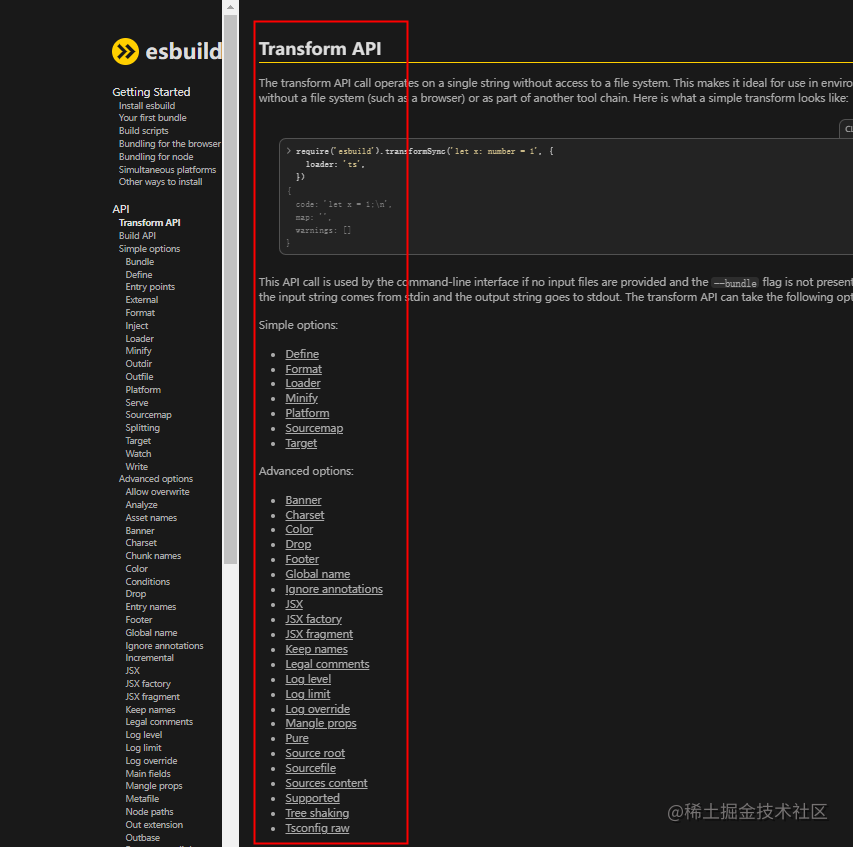 esbuild
Getting Started
Install esbuild
Your first bundle
Build scripts
Bundling for the browser
Bundling for node
Simultaneous platforms
Other ways to install
API
Transform API
Build API
Simple options
Bundle
Define
Entry points
External
Format
Inject
Loader
Minify
Outdir
Outfile
Platform
Serve
Sourcemap
Splitting
Target
Watch
Write
Advanced options
Allow overwrite
Analyze
Asset names
Banner
Charset
Chunk names
Color
Conditions
Drop
Entry names
Footer
Global name
Ignore annotations
Incremental
JSX
JSX factory
JSX fragment
Keep names
Legal comments
Log level
Log limit
Log override
Main fields
Mangle props
Metafile
Node paths
Out extension
Outbase
Transform API
The transform API call operates on a single string without access to a file system. This makes it ideal for use in enviro
without a file system (such as a browser) or as part of another tool chain. Here is what a simple transform looks like:
> require('esbuild').transformSync('let x: number = 1', {
loader: 'ts',
})
{
code: 'let x = 1;\n',
map: '',
warnings: []
}
This API call is used by the command-line interface if no input files are provided and the --bundle flag is not present
the input string comes from stdin and the output string goes to stdout. The transform API can take the following opt
Simple options:
• Define
• Format
• Loader
• Minify
• Platform
• Sourcemap
• Target
Advanced options:
• Banner
• Charset
• Color
• Drop
• Footer
• Global name
• Ignore annotations
• JSX
• JSX factory
• JSX fragment
• Keep names
• Legal comments
• Log level
• Log limit
• Log override
• Mangle props
• Pure
• Source root
• Sourcefile
• Sources content
• Supported
• Tree shaking
• Tsconfig raw
@稀土掘金技术社区